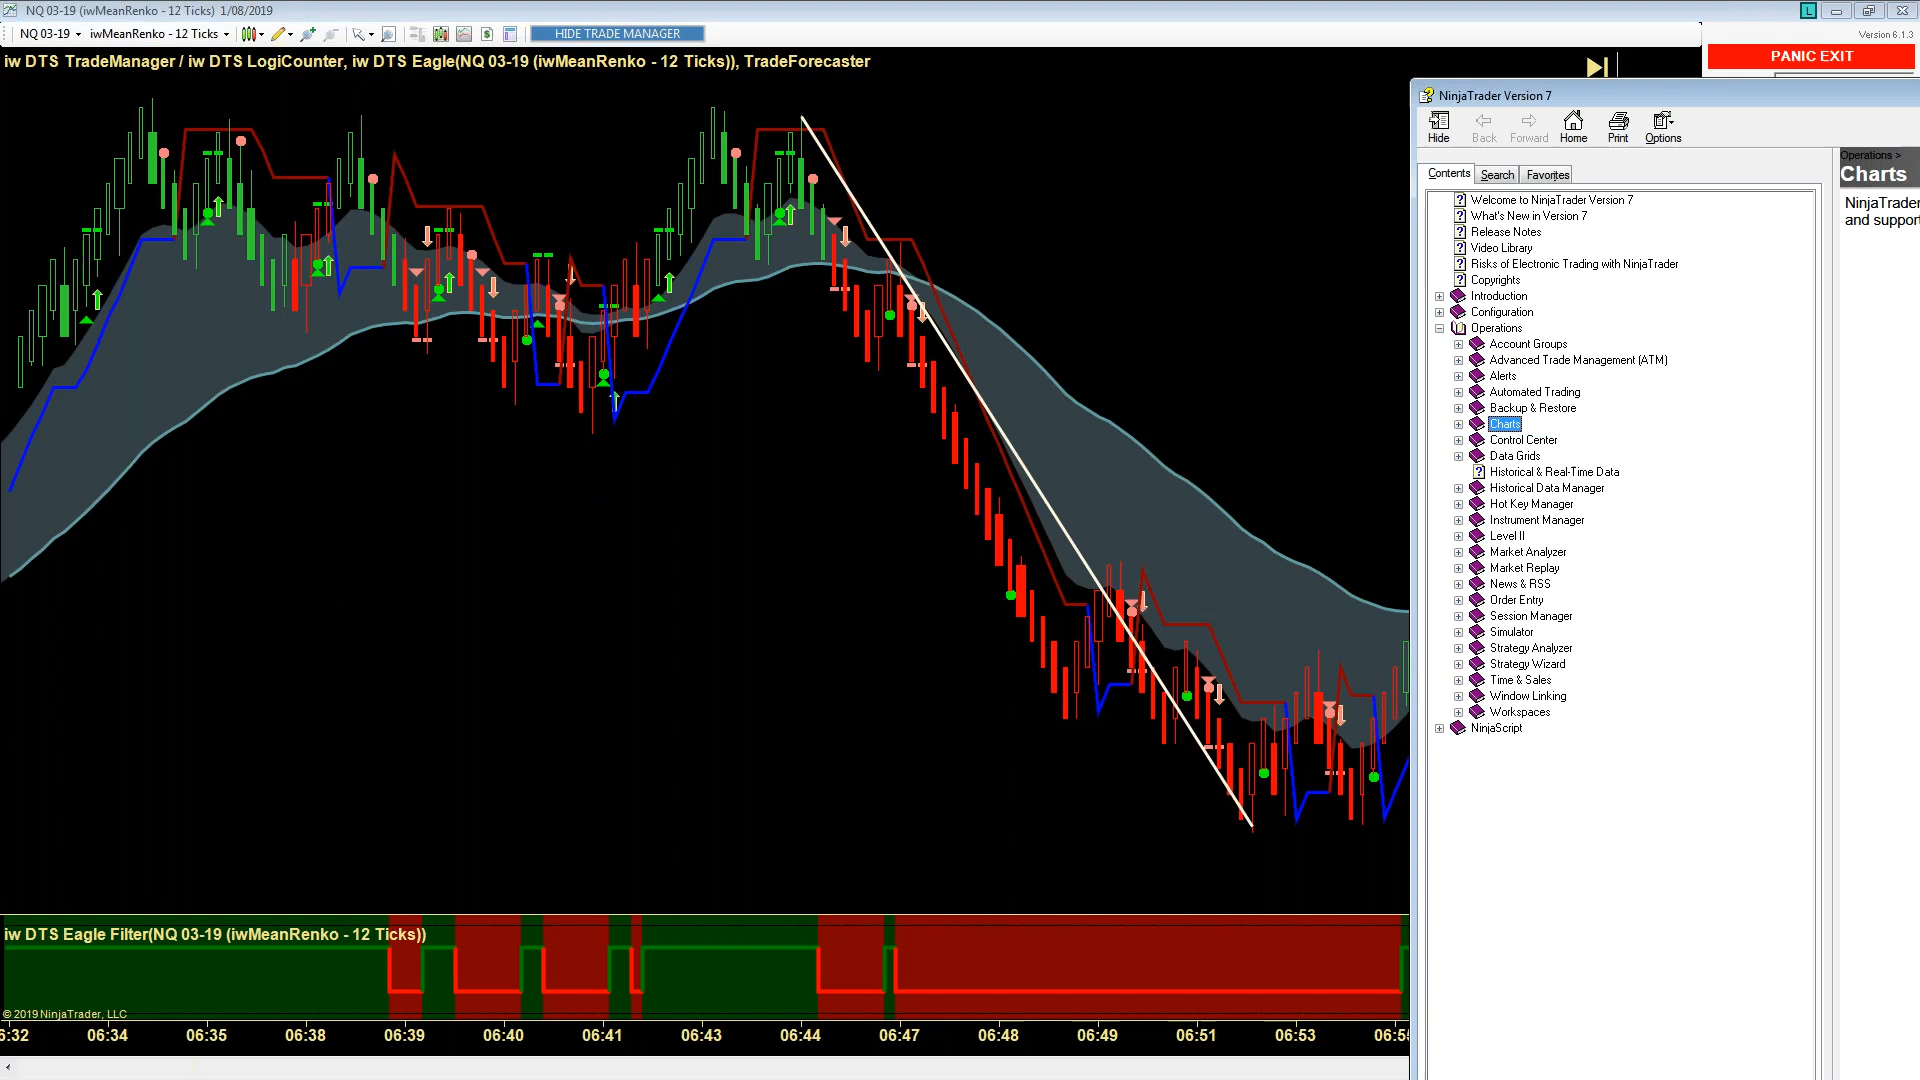 NQ 03-19 (iwMeanRenko - 12 Ticks) 1/08/2019
NQ 03-19 iwMeanRenko - 12 Ticks HIDE TRADE MANAGER
Version 6.1.3
PANIC EXIT
iw DTS TradeManager / iw DTS LogiCounter, iw DTS Eagle(NQ 03-19 (iwMeanRenko - 12 Ticks)), TradeForecaster
NinjaTrader Version 7
Hide Back Forward Home Print Options
Contents Search Favorites
Welcome to NinjaTrader Version 7
What's New in Version 7
Release Notes
Video Library
Risks of Electronic Trading with NinjaTrader
Copyrights
Introduction
Configuration
Operations
Account Groups
Advanced Trade Management (ATM)
Alerts
Automated Trading
Backup & Restore
Charts
Control Center
Data Grids
Historical & Real-Time Data
Historical Data Manager
Hot Key Manager
Instrument Manager
Level II
Market Analyzer
Market Replay
News & RSS
Order Entry
Session Manager
Simulator
Strategy Analyzer
Strategy Wizard
Time & Sales
Window Linking
Workspaces
NinjaScript
Operations >
Charts
NinjaTrader
and support
iw DTS Eagle Filter(NQ 03-19 (iwMeanRenko - 12 Ticks))
© 2019 NinjaTrader, LLC
6:32 06:34 06:35 06:38 06:39 06:40 06:41 06:43 06:44 06:47 06:48 06:49 06:51 06:53